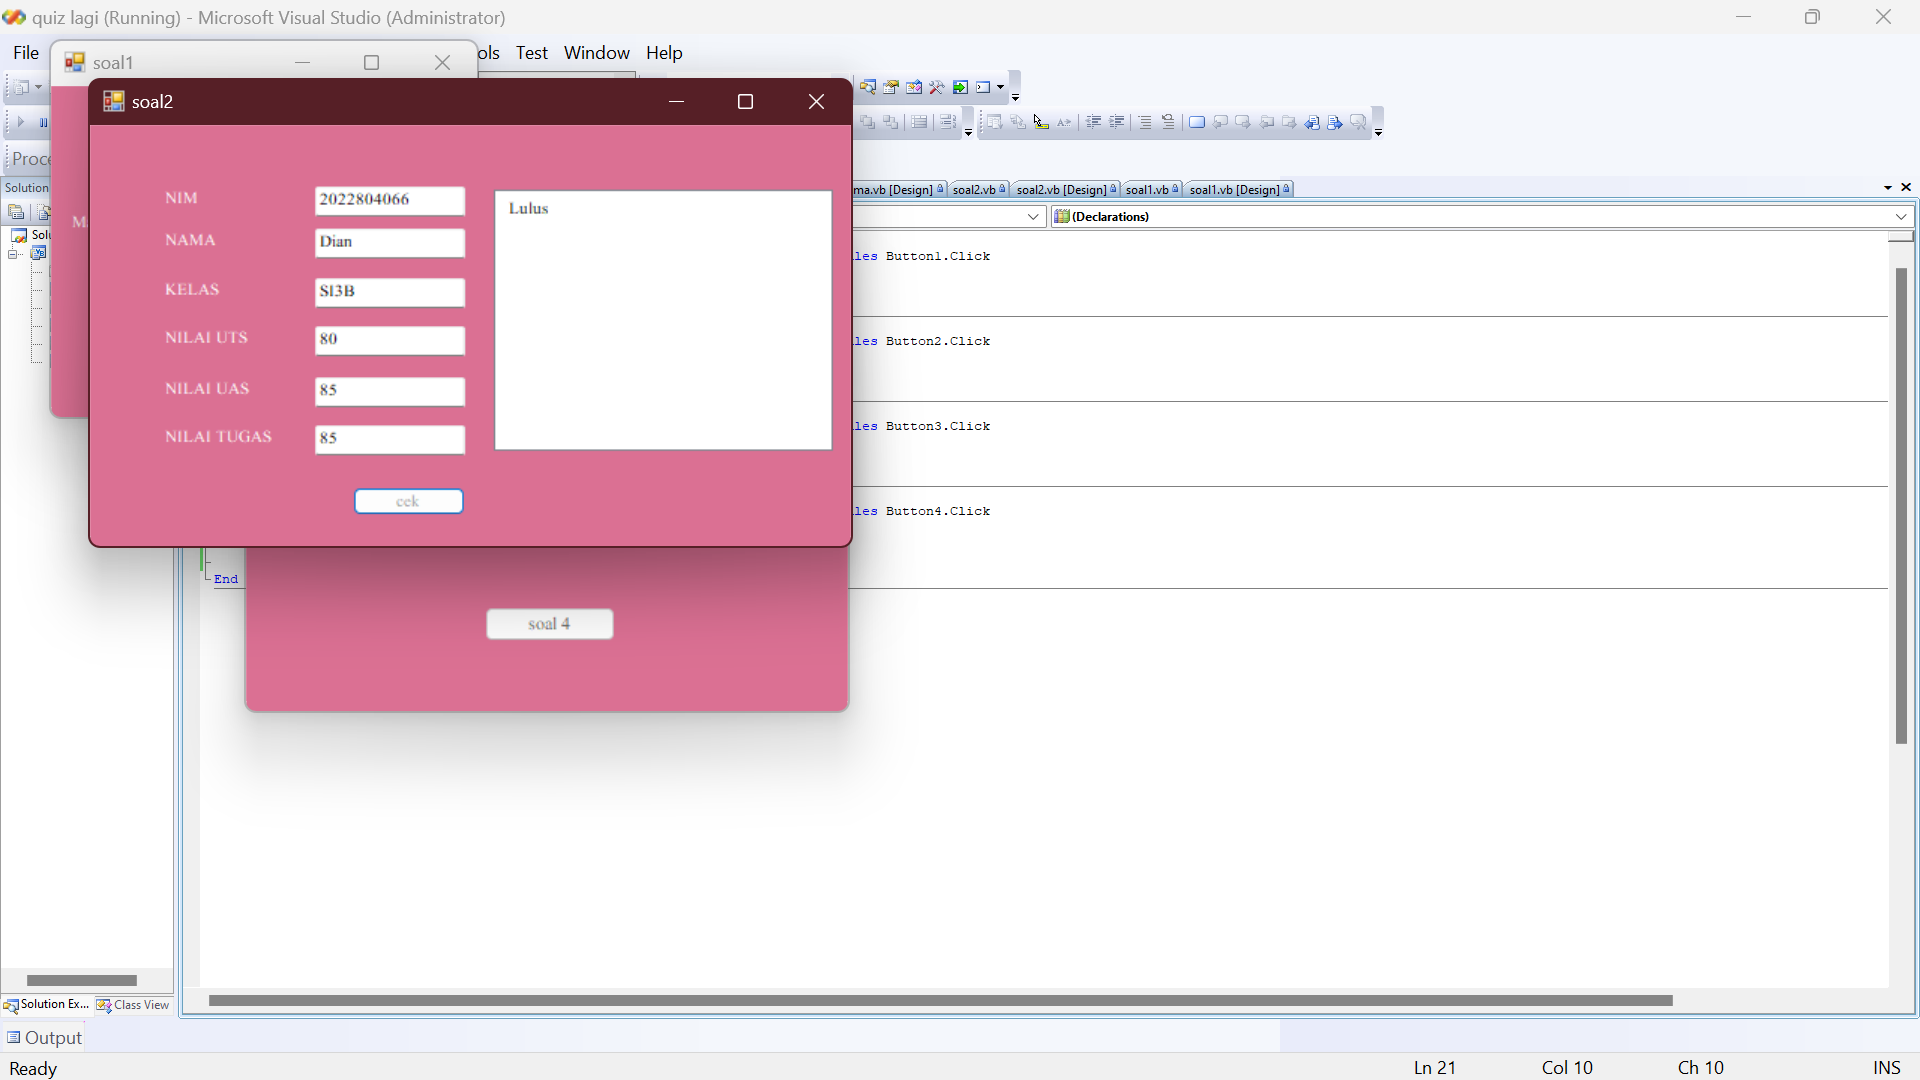 quiz lagi (Running) - Microsoft Visual Studio (Administrator)
File
ols Test Window Help
soal1
soal2
Proce
Solution
ma.vb [Design] soal2.vb soal2.vb [Design] soal1.vb soal1.vb [Design]
(Declarations)
Solu
M
NIM 2022804066
NAMA Dian
KELAS SI3B
NILAI UTS 80
NILAI UAS 85
NILAI TUGAS 85
cek
Lulus
les Button1.Click
les Button2.Click
les Button3.Click
les Button4.Click
End
soal 4
Solution Ex... Class View
Output
Ready Ln 21 Col 10 Ch 10 INS